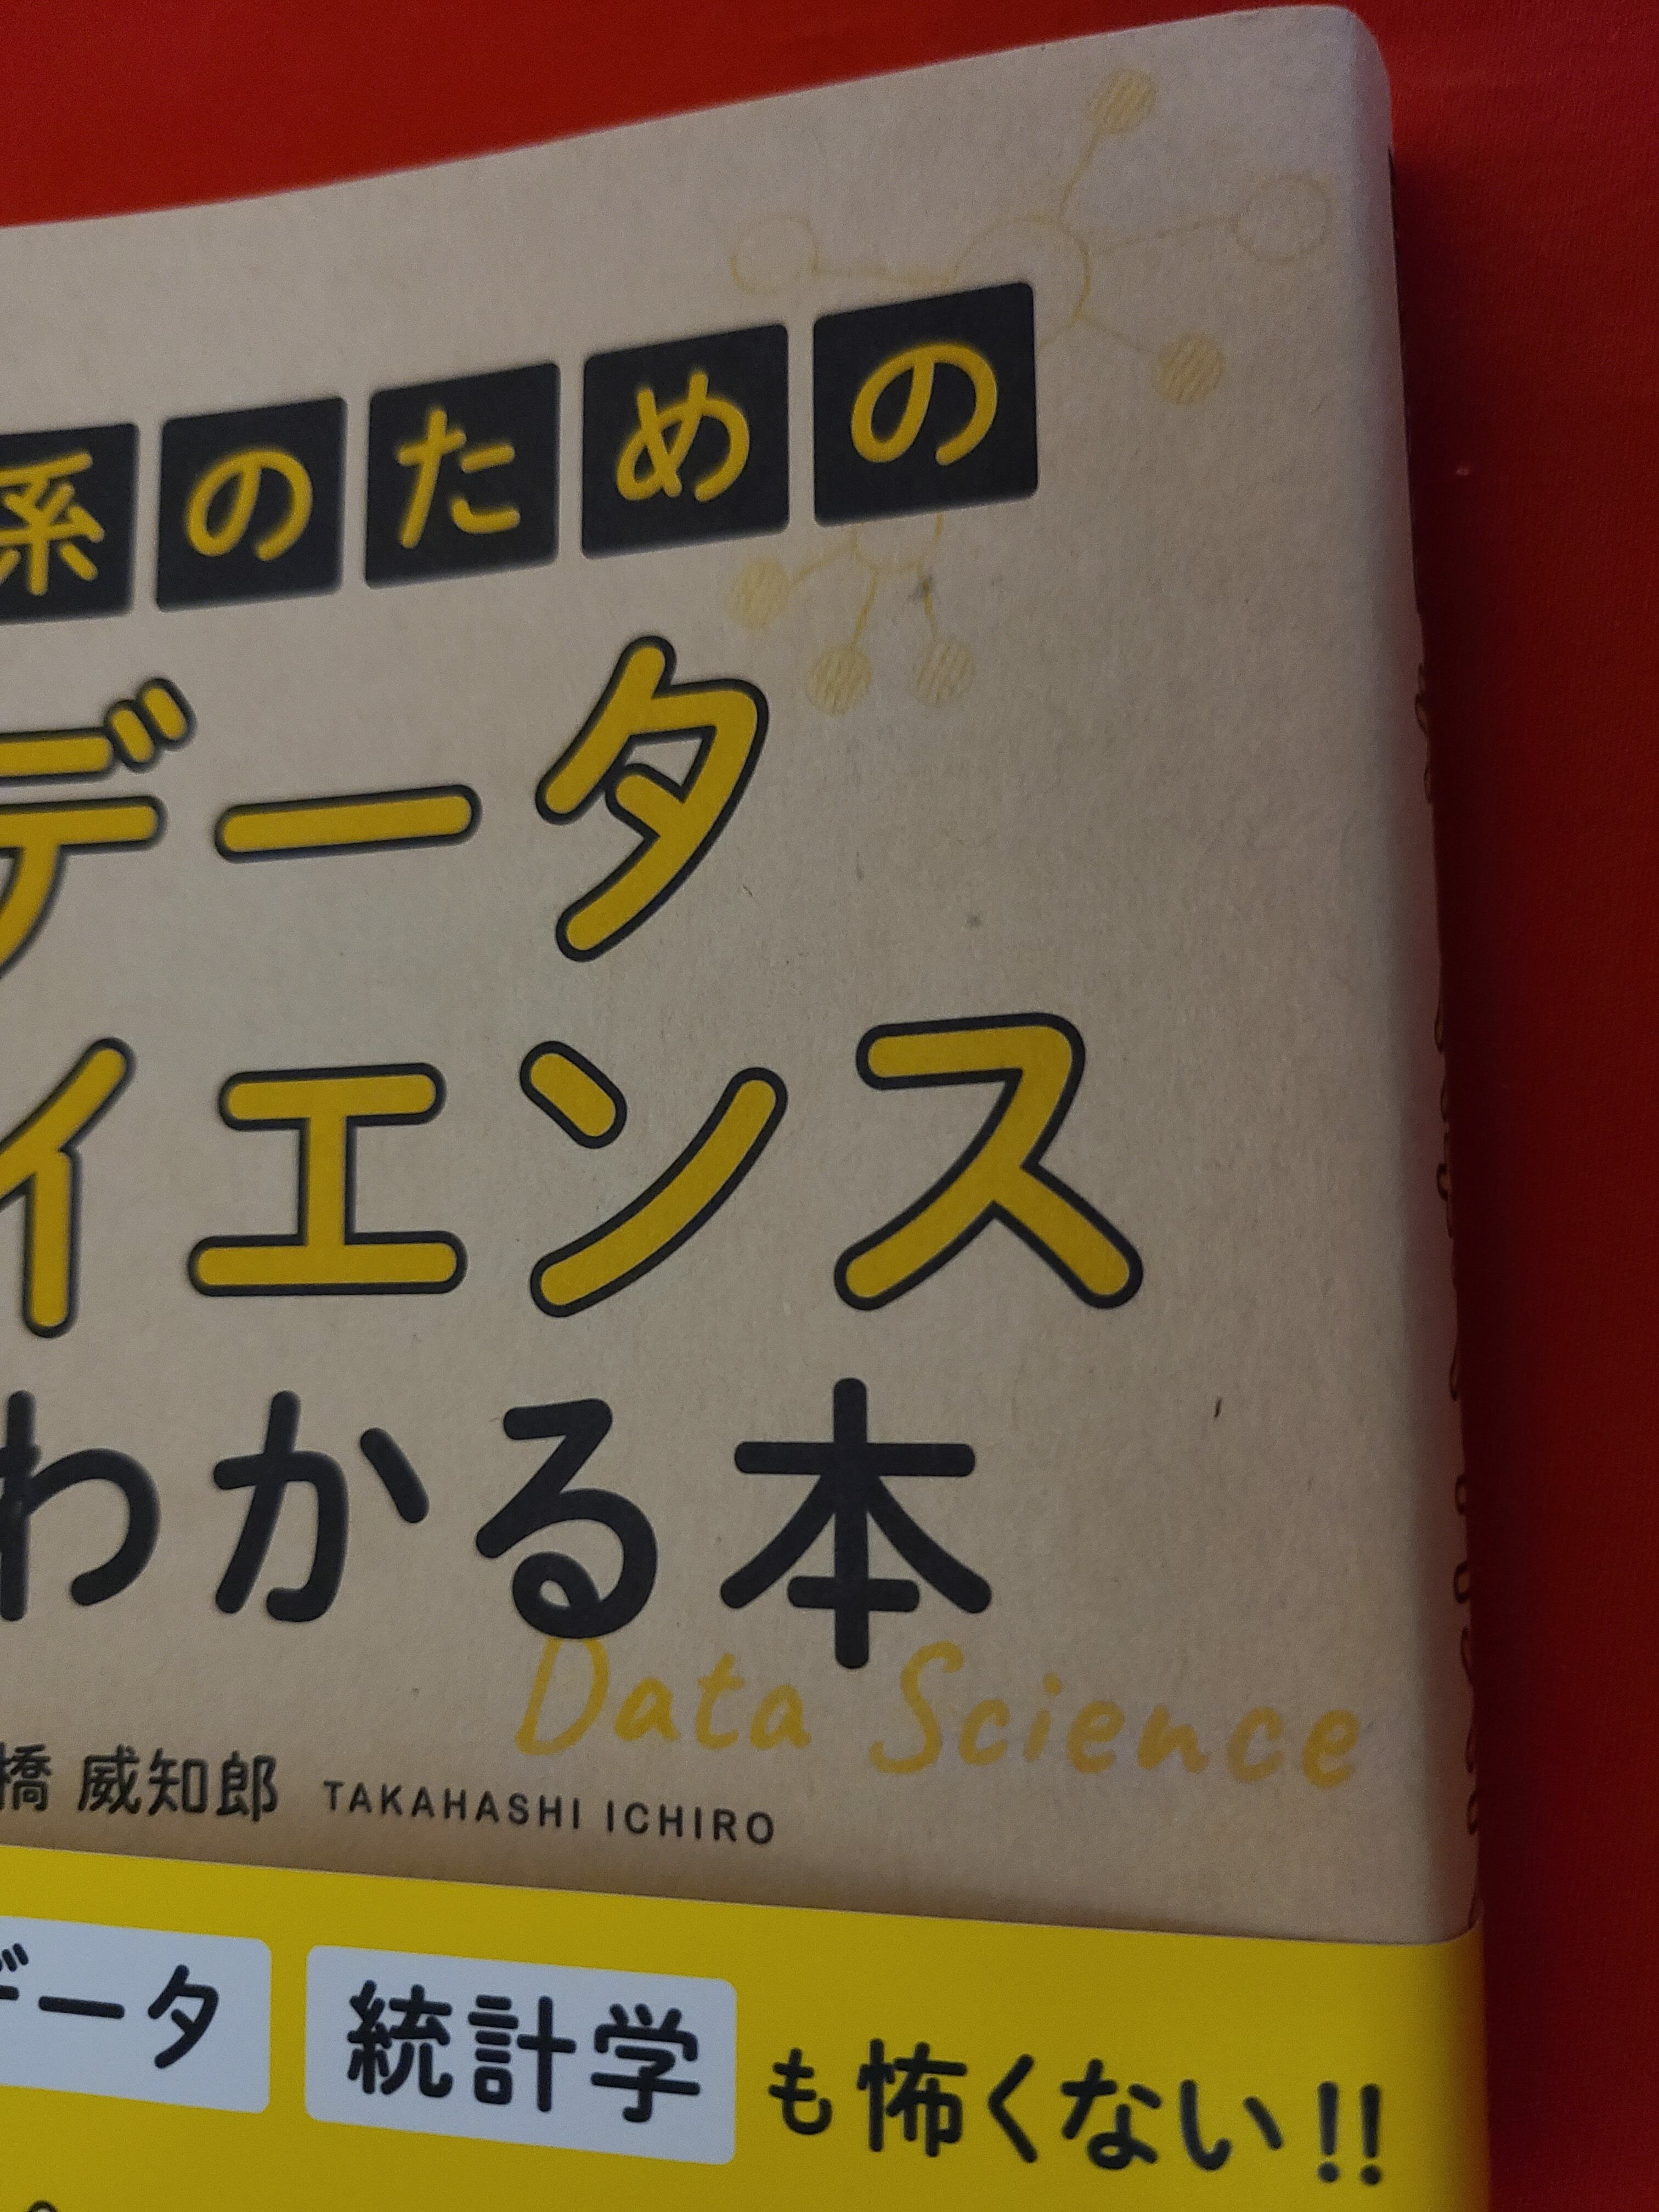 系のための
データ
イエンス
わかる本
Data Science
橋 威知郎 TAKAHASHI ICHIRO
データ 統計学 も怖くない!!